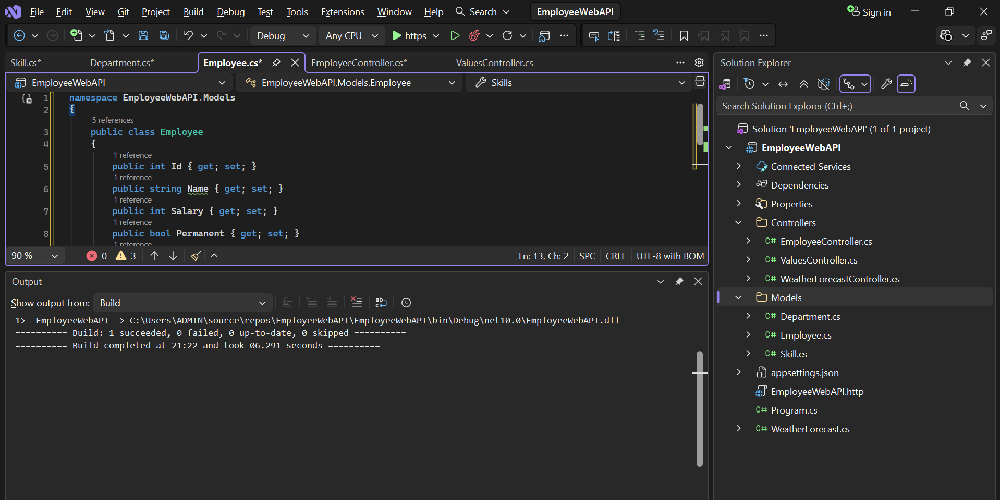 File Edit View Git Project Build Debug Test Tools Extensions Window Help Search EmployeeWebAPI Sign in
Debug Any CPU https
Skill.cs* Department.cs* Employee.cs* EmployeeController.cs* ValuesController.cs
EmployeeWebAPI EmployeeWebAPI.Models.Employee Skills
1 namespace EmployeeWebAPI.Models
2 {
5 references
3 public class Employee
4 {
1 reference
5 public int Id { get; set; }
1 reference
6 public string Name { get; set; }
1 reference
7 public int Salary { get; set; }
1 reference
8 public bool Permanent { get; set; }
1 reference
90 % 0 3 Ln: 13, Ch: 2 SPC CRLF UTF-8 with BOM
Output
Show output from: Build
1> EmployeeWebAPI -> C:\Users\ADMIN\source\repos\EmployeeWebAPI\EmployeeWebAPI\bin\Debug\net10.0\EmployeeWebAPI.dll
========== Build: 1 succeeded, 0 failed, 0 up-to-date, 0 skipped ==========
========== Build completed at 21:22 and took 06.291 seconds ==========
Solution Explorer
Search Solution Explorer (Ctrl+;)
Solution 'EmployeeWebAPI' (1 of 1 project)
EmployeeWebAPI
Connected Services
Dependencies
Properties
Controllers
C# EmployeeController.cs
C# ValuesController.cs
C# WeatherForecastController.cs
Models
C# Department.cs
C# Employee.cs
C# Skill.cs
appsettings.json
EmployeeWebAPI.http
C# Program.cs
C# WeatherForecast.cs